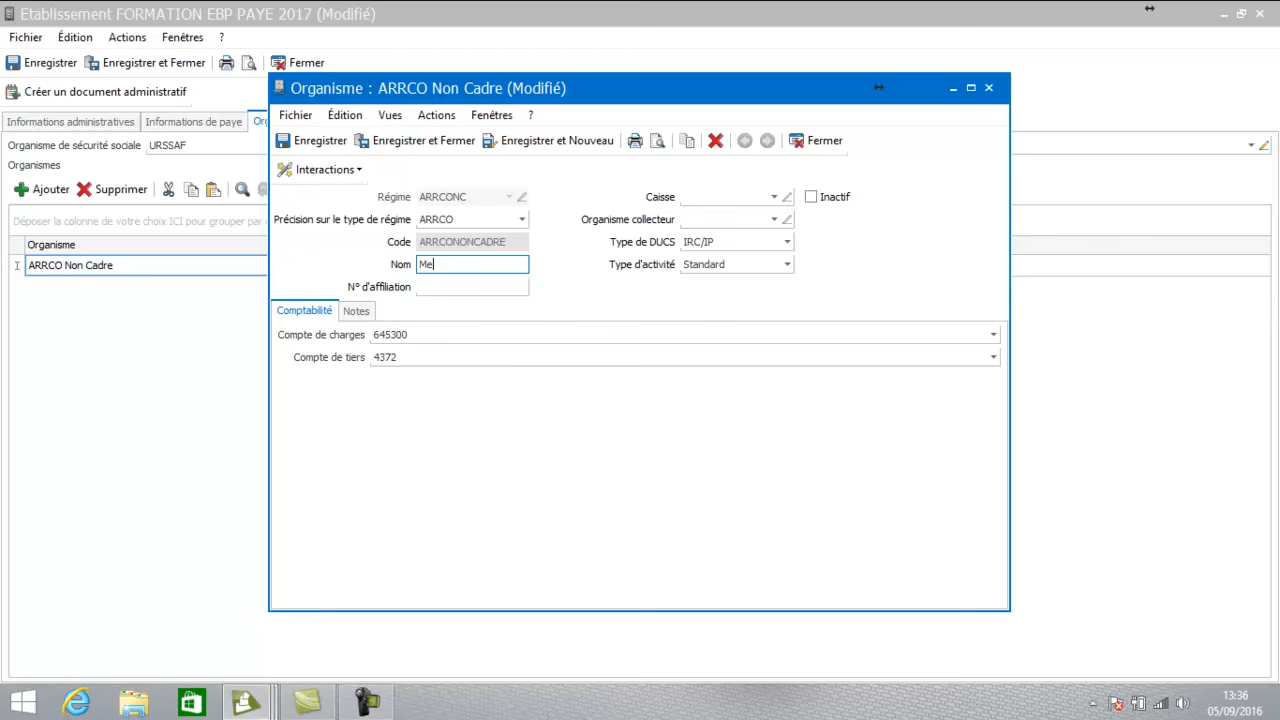 Etablissement FORMATION EBP PAYE 2017 (Modifié)
Fichier Édition Actions Fenêtres ?
Enregistrer Enregistrer et Fermer Fermer
Créer un document administratif
Informations administratives Informations de paye
Organisme de sécurité sociale URSSAF
Organismes
Ajouter Supprimer
Déposer la colonne de votre choix ICI pour grouper par
Organisme
ARRCO Non Cadre
Organisme : ARRCO Non Cadre (Modifié)
Fichier Édition Vues Actions Fenêtres ?
Enregistrer Enregistrer et Fermer Enregistrer et Nouveau Fermer
Interactions
Régime ARRCONC Caisse Inactif
Précision sur le type de régime ARRCO Organisme collecteur
Code ARRCONONCADRE Type de DUCS IRC/IP
Nom Me Type d'activité Standard
N° d'affiliation
Comptabilité Notes
Compte de charges 645300
Compte de tiers 4372
13:36
05/09/2016